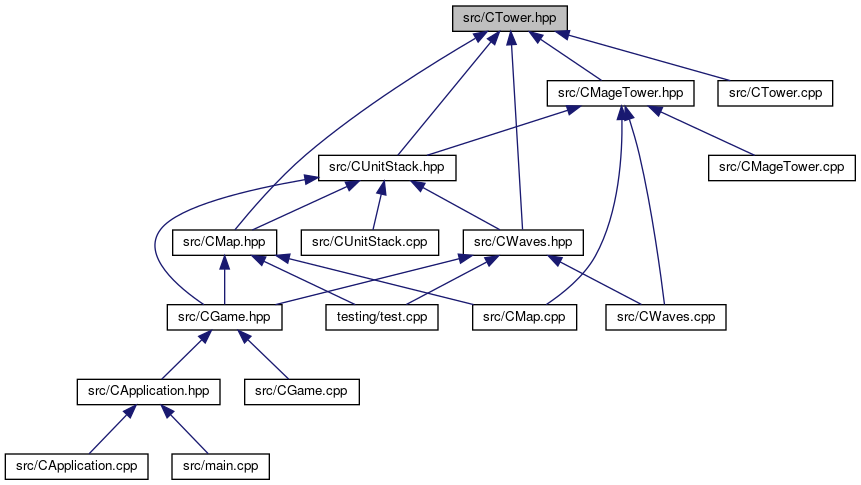 src/CTower.hpp
src/CMageTower.hpp
src/CTower.cpp
src/CUnitStack.hpp
src/CMageTower.cpp
src/CMap.hpp
src/CUnitStack.cpp
src/CWaves.hpp
src/CGame.hpp
testing/test.cpp
src/CMap.cpp
src/CWaves.cpp
src/CApplication.hpp
src/CGame.cpp
src/CApplication.cpp
src/main.cpp